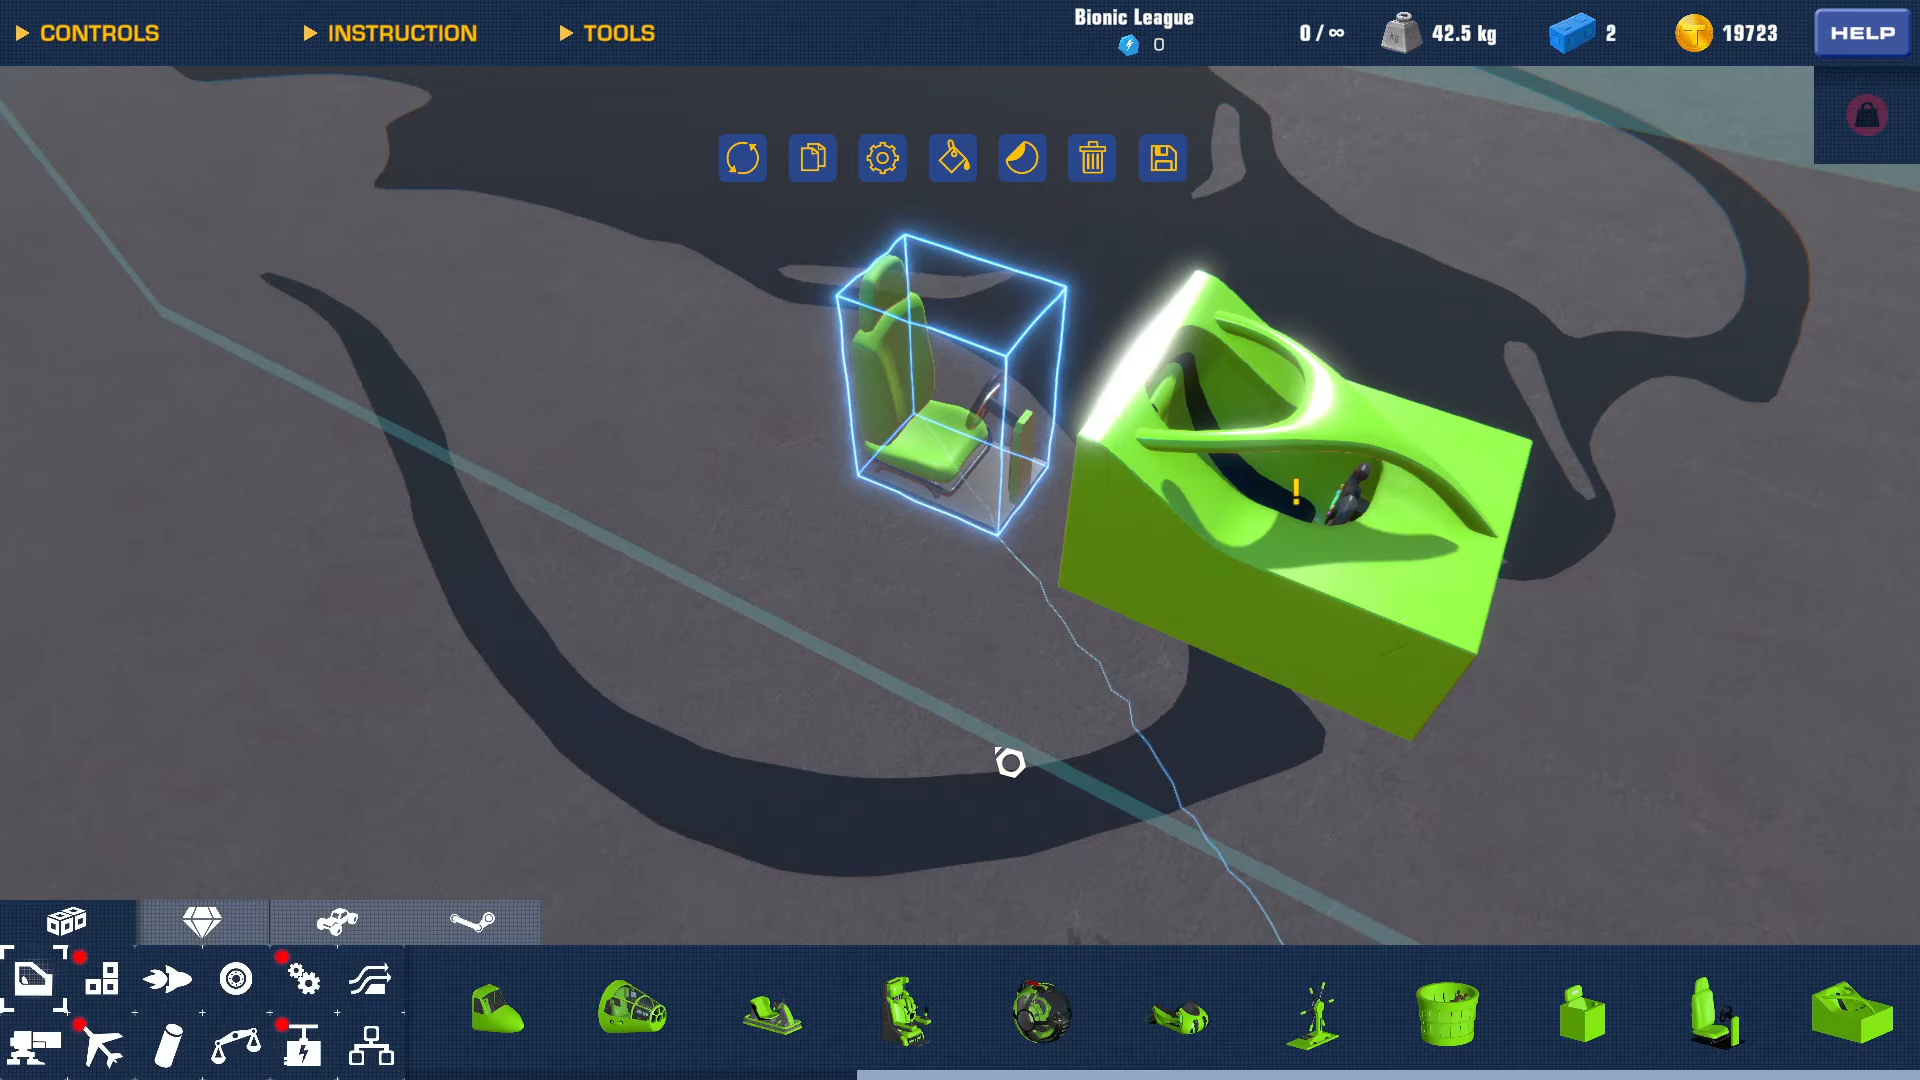 CONTROLS
INSTRUCTION
TOOLS
Bionic League
0
0 / ∞
42.5 kg
2
19723
HELP
!